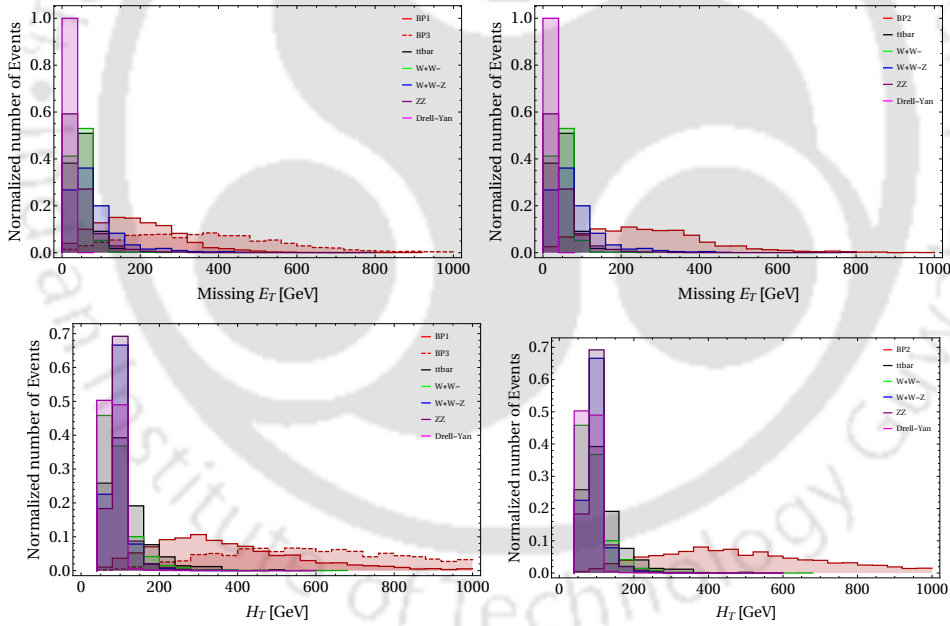 Normalized number of Events
1.0
0.8
0.6
0.4
0.2
0.0
0 200 400 600 800 1000
Missing E_T [GeV]
BP1
BP3
ttbar
W+W-
W+W-Z
ZZ
Drell-Yan
Normalized number of Events
1.0
0.8
0.6
0.4
0.2
0.0
0 200 400 600 800 1000
Missing E_T [GeV]
BP2
ttbar
W+W-
W+W-Z
ZZ
Drell-Yan
Normalized number of Events
0.7
0.6
0.5
0.4
0.3
0.2
0.1
0.0
0 200 400 600 800 1000
H_T [GeV]
BP1
BP3
ttbar
W+W-
W+W-Z
ZZ
Drell-Yan
Normalized number of Events
0.7
0.6
0.5
0.4
0.3
0.2
0.1
0.0
0 200 400 600 800 1000
H_T [GeV]
BP2
ttbar
W+W-
W+W-Z
ZZ
Drell-Yan
of Technology